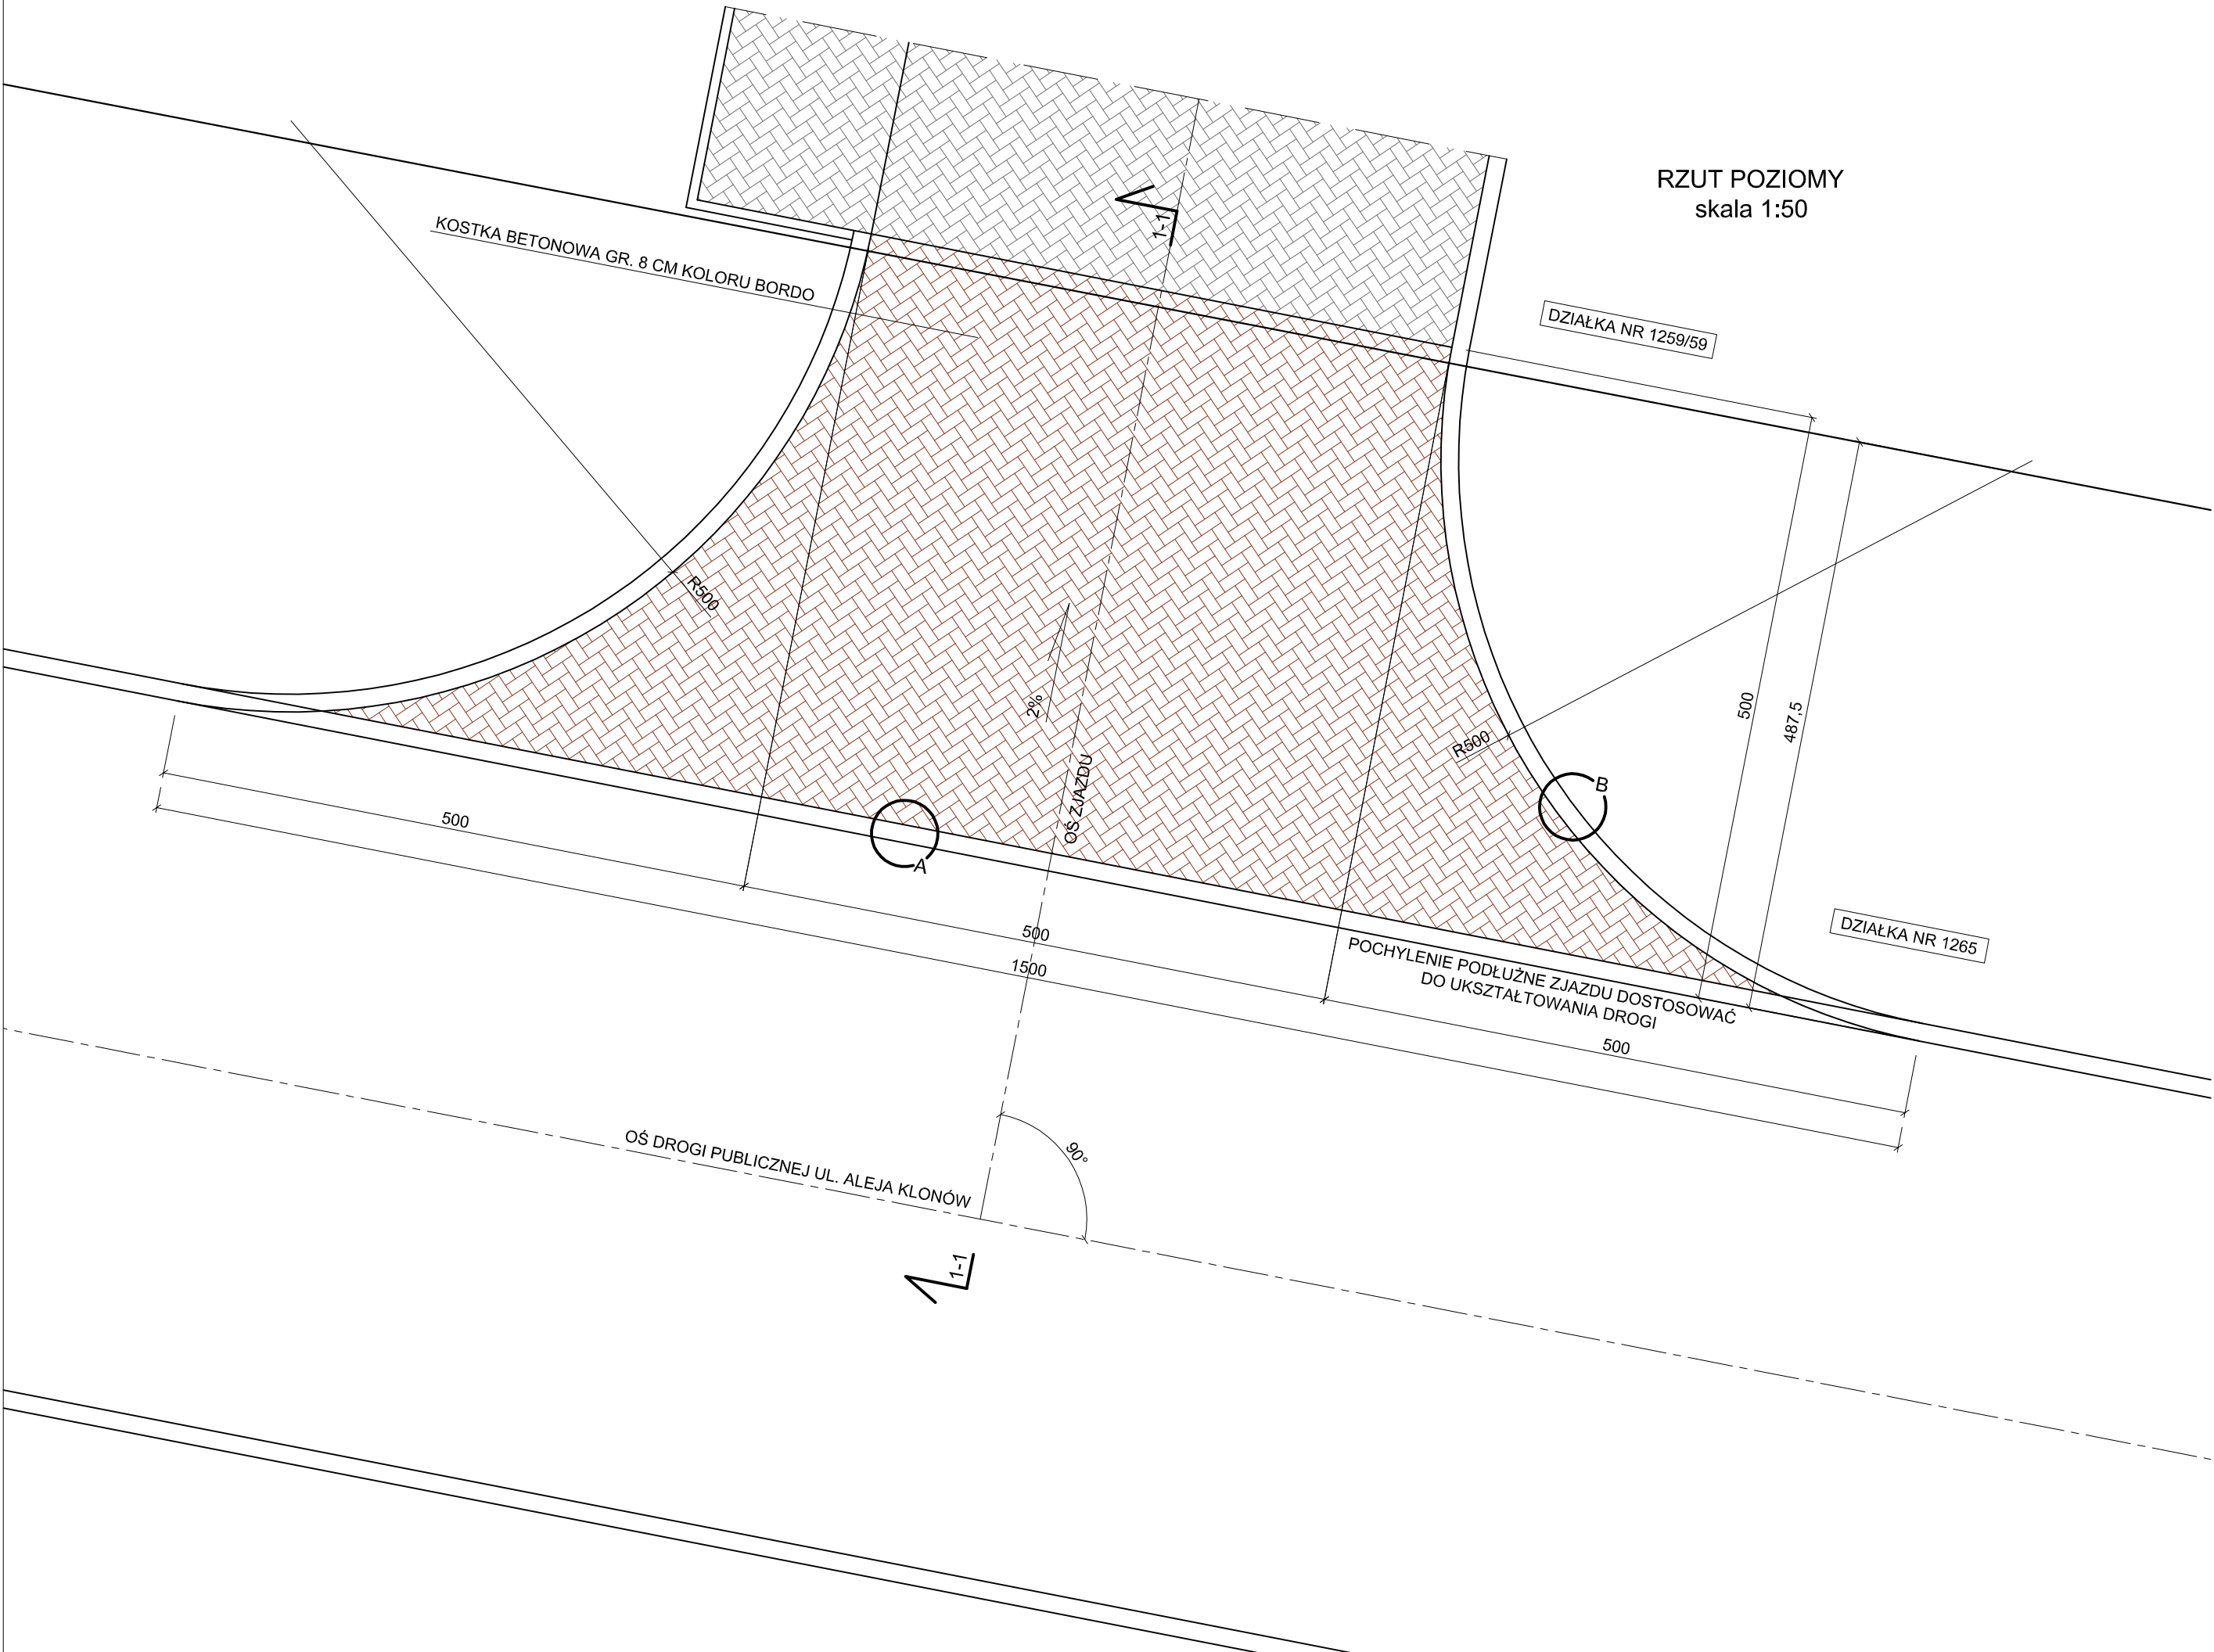 RZUT POZIOMY
skala 1:50
1-1
KOSTKA BETONOWA GR. 8 CM KOLORU BORDO
DZIAŁKA NR 1259/59
R500
2%
500
487,5
R500
OŚ ZJAZDU
B
A
500
500
1500
DZIAŁKA NR 1265
POCHYLENIE PODŁUŻNE ZJAZDU DOSTOSOWAĆ
DO UKSZTAŁTOWANIA DROGI
500
90°
OŚ DROGI PUBLICZNEJ UL. ALEJA KLONÓW
1-1